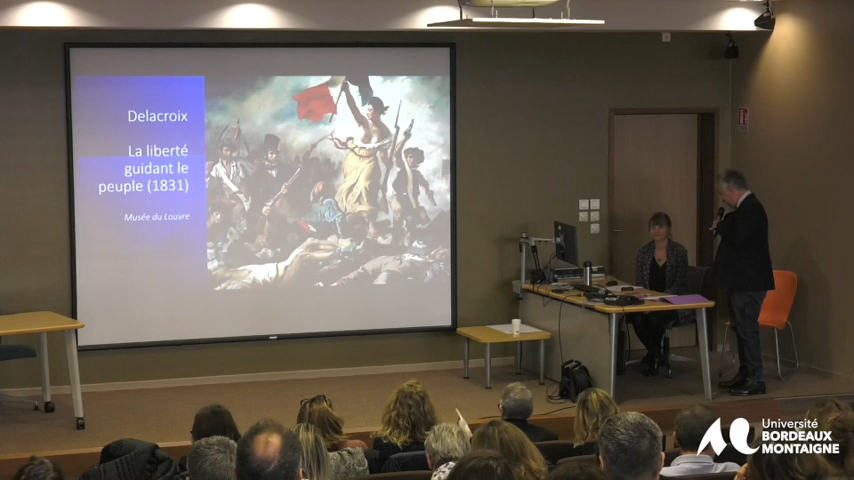 Delacroix
La liberté
guidant le
peuple (1831)
Musée du Louvre
Université
BORDEAUX
MONTAIGNE